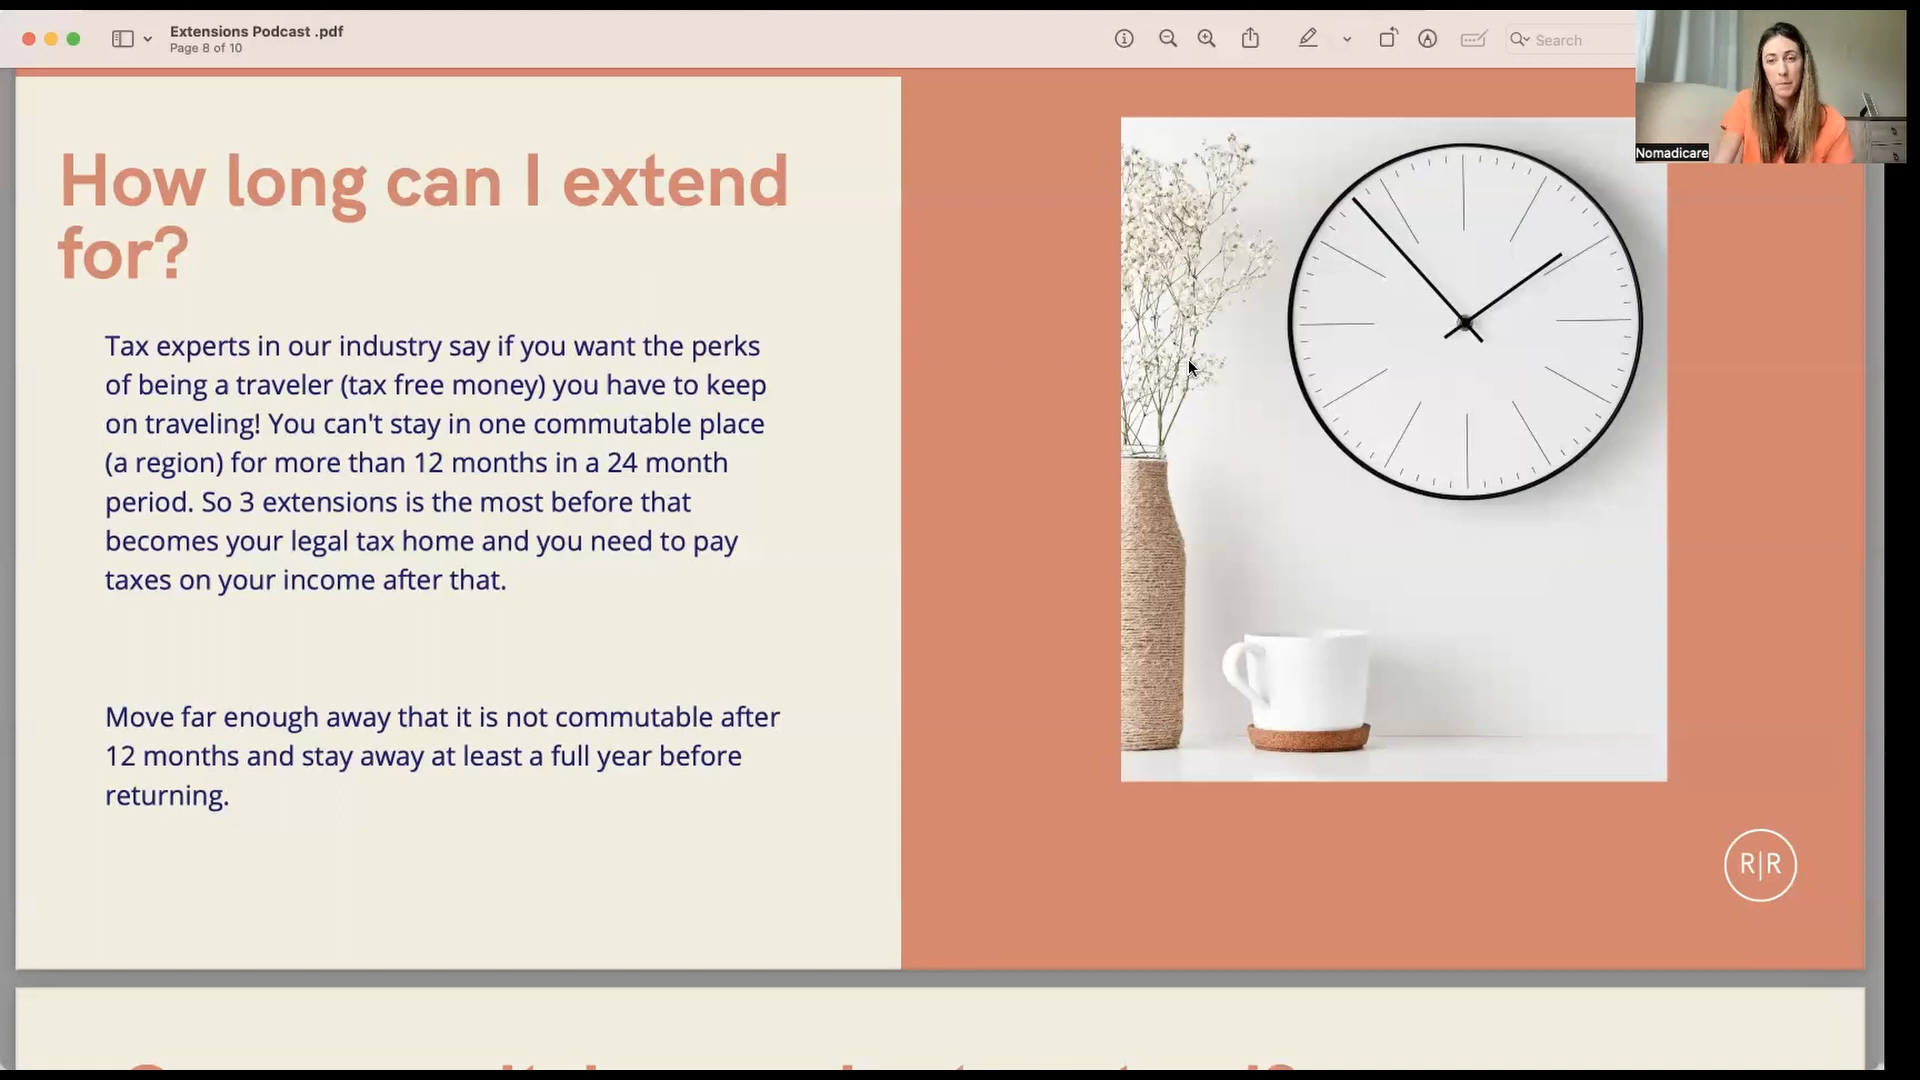 Extensions Podcast .pdf
Page 8 of 10
Search
Nomadicare
How long can I extend
for?
Tax experts in our industry say if you want the perks
of being a traveler (tax free money) you have to keep
on traveling! You can't stay in one commutable place
(a region) for more than 12 months in a 24 month
period. So 3 extensions is the most before that
becomes your legal tax home and you need to pay
taxes on your income after that.
Move far enough away that it is not commutable after
12 months and stay away at least a full year before
returning.
R|R